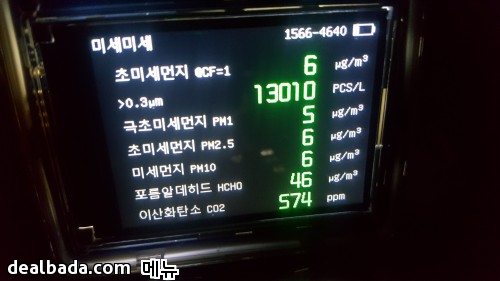 미세미세 1566-4640
초미세먼지 @CF=1 6 µg/m³
>0.3µm 13010 PCS/L
극초미세먼지 PM1 5 µg/m³
초미세먼지 PM2.5 6 µg/m³
미세먼지 PM10 6 µg/m³
포름알데히드 HCHO 46 µg/m³
이산화탄소 CO2 574 ppm
dealbada.com 메뉴